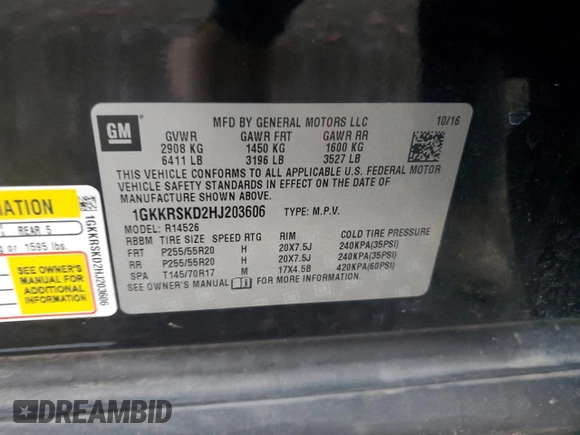 GM
MFD BY GENERAL MOTORS LLC 10/16
GVWR GAWR FRT GAWR RR
2908 KG 1450 KG 1600 KG
6411 LB 3196 LB 3527 LB
THIS VEHICLE CONFORMS TO ALL APPLICABLE U.S. FEDERAL MOTOR
VEHICLE SAFETY STANDARDS IN EFFECT ON THE DATE OF
MANUFACTURE SHOWN ABOVE.
1GKKRSKD2HJ203606 TYPE: M.P.V.
MODEL: R14526
RBBM TIRE SIZE SPEED RTG RIM COLD TIRE PRESSURE
FRT P255/55R20 H 20X7.5J 240KPA(35PSI)
RR P255/55R20 H 20X7.5J 240KPA(35PSI)
SPA T145/70R17 M 17X4.5B 420KPA(60PSI)
SEE OWNER'S MANUAL FOR MORE INFORMATION.
MATION
REAR 5
or 1595 lbs.
SEE OWNER'S
MANUAL FOR
ADDITIONAL
INFORMATION
1GKKRSKD2HJ203606
DREAMBID